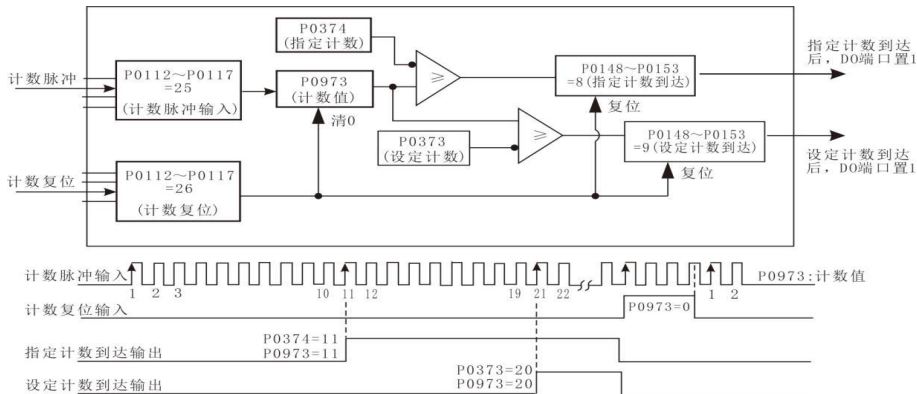 P0374
(指定计数)
指定计数到达
后，DO端口置1
计数脉冲
P0112～P0117
=25
(计数脉冲输入)
P0973
(计数值)
≥
P0148～P0153
=8(指定计数到达)
清0
复位
P0373
(设定计数)
≥
P0148～P0153
=9(设定计数到达)
设定计数到达
后，DO端口置1
计数复位
P0112～P0117
=26
(计数复位)
复位
计数脉冲输入
P0973:计数值
1 2 3 10 11 12 19 21 22 1 2
计数复位输入
P0973=0
指定计数到达输出
P0374=11
P0973=11
设定计数到达输出
P0373=20
P0973=20